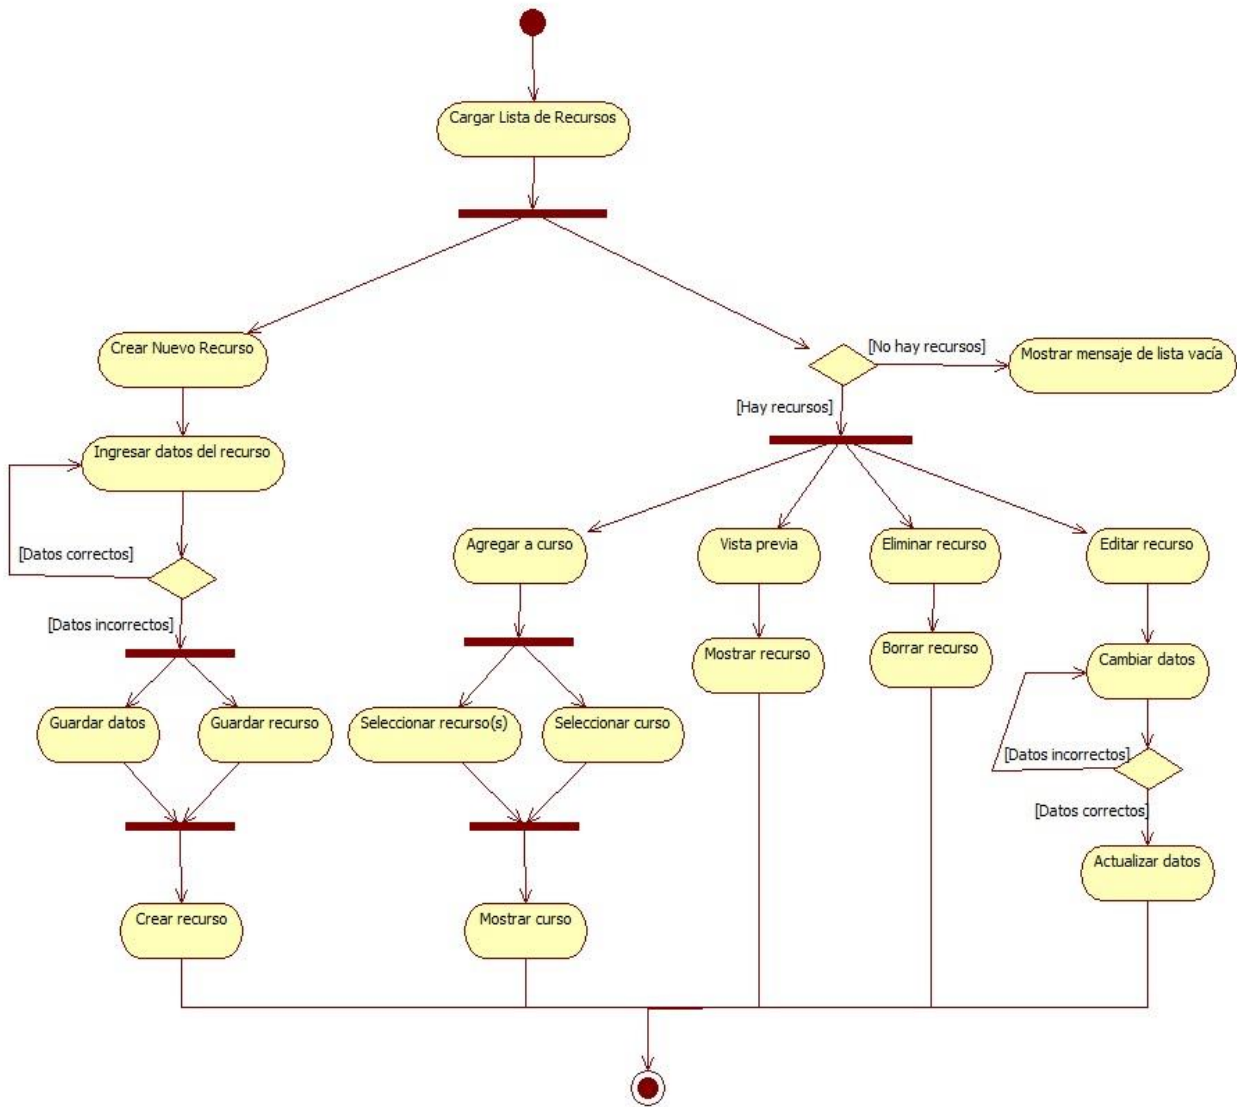 Cargar Lista de Recursos
Crear Nuevo Recurso
[No hay recursos]
Mostrar mensaje de lista vacía
[Hay recursos]
Ingresar datos del recurso
[Datos correctos]
[Datos incorrectos]
Guardar datos
Guardar recurso
Crear recurso
Agregar a curso
Seleccionar recurso(s)
Seleccionar curso
Mostrar curso
Vista previa
Mostrar recurso
Eliminar recurso
Borrar recurso
Editar recurso
Cambiar datos
[Datos incorrectos]
[Datos correctos]
Actualizar datos